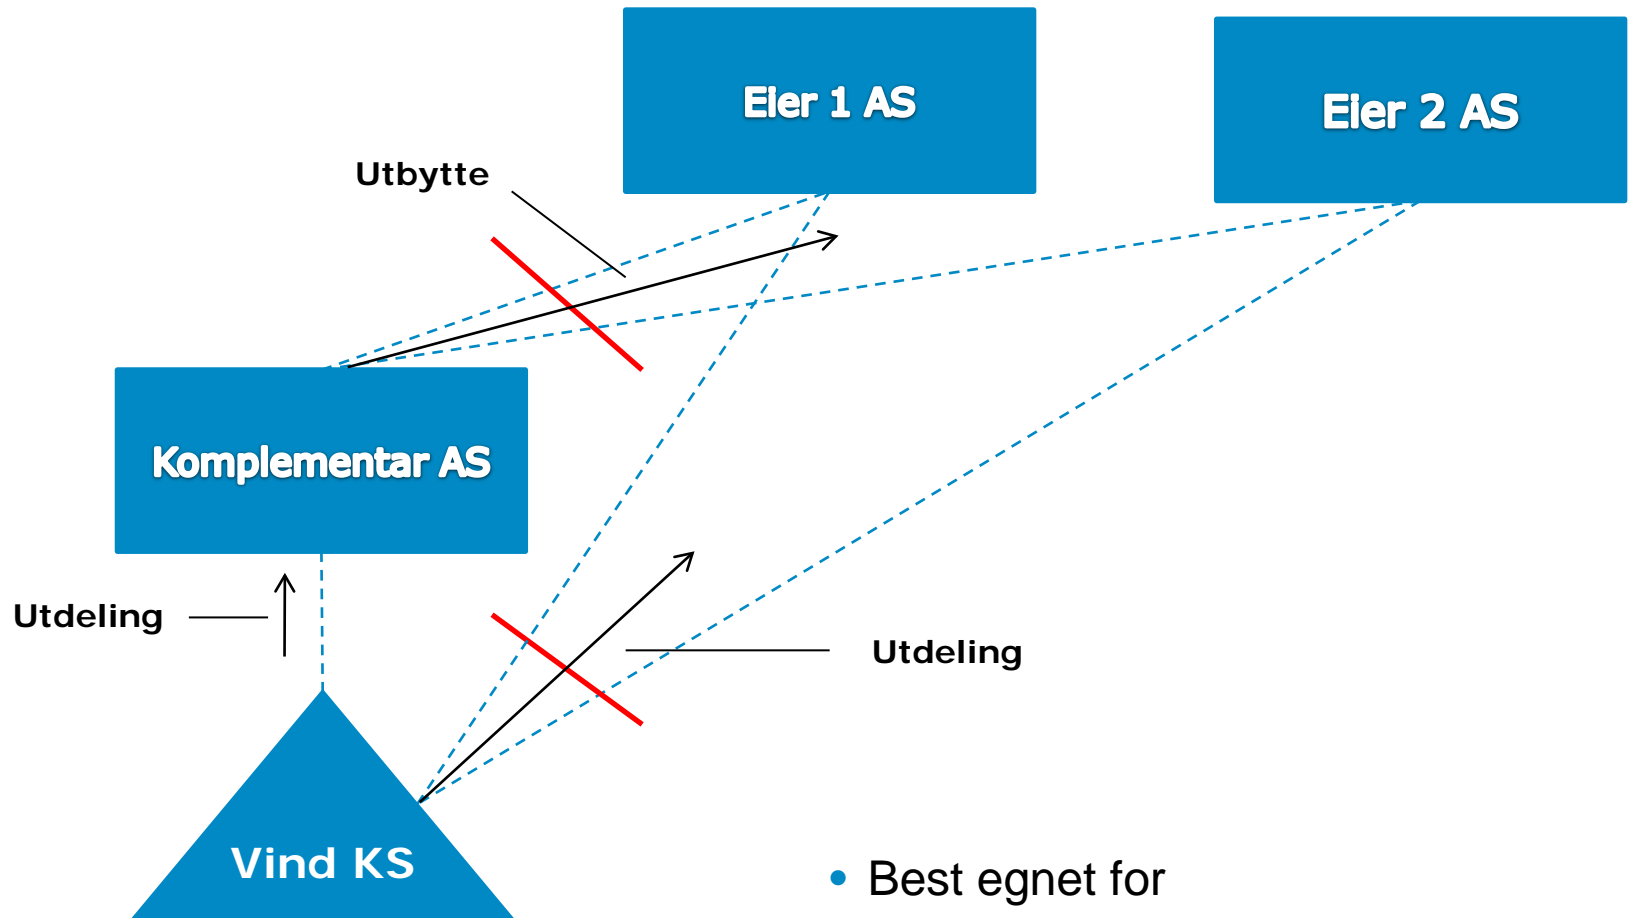 Eier 1 AS
Eier 2 AS
Utbytte
Komplementar AS
Utdeling
Utdeling
Vind KS
• Best egnet for